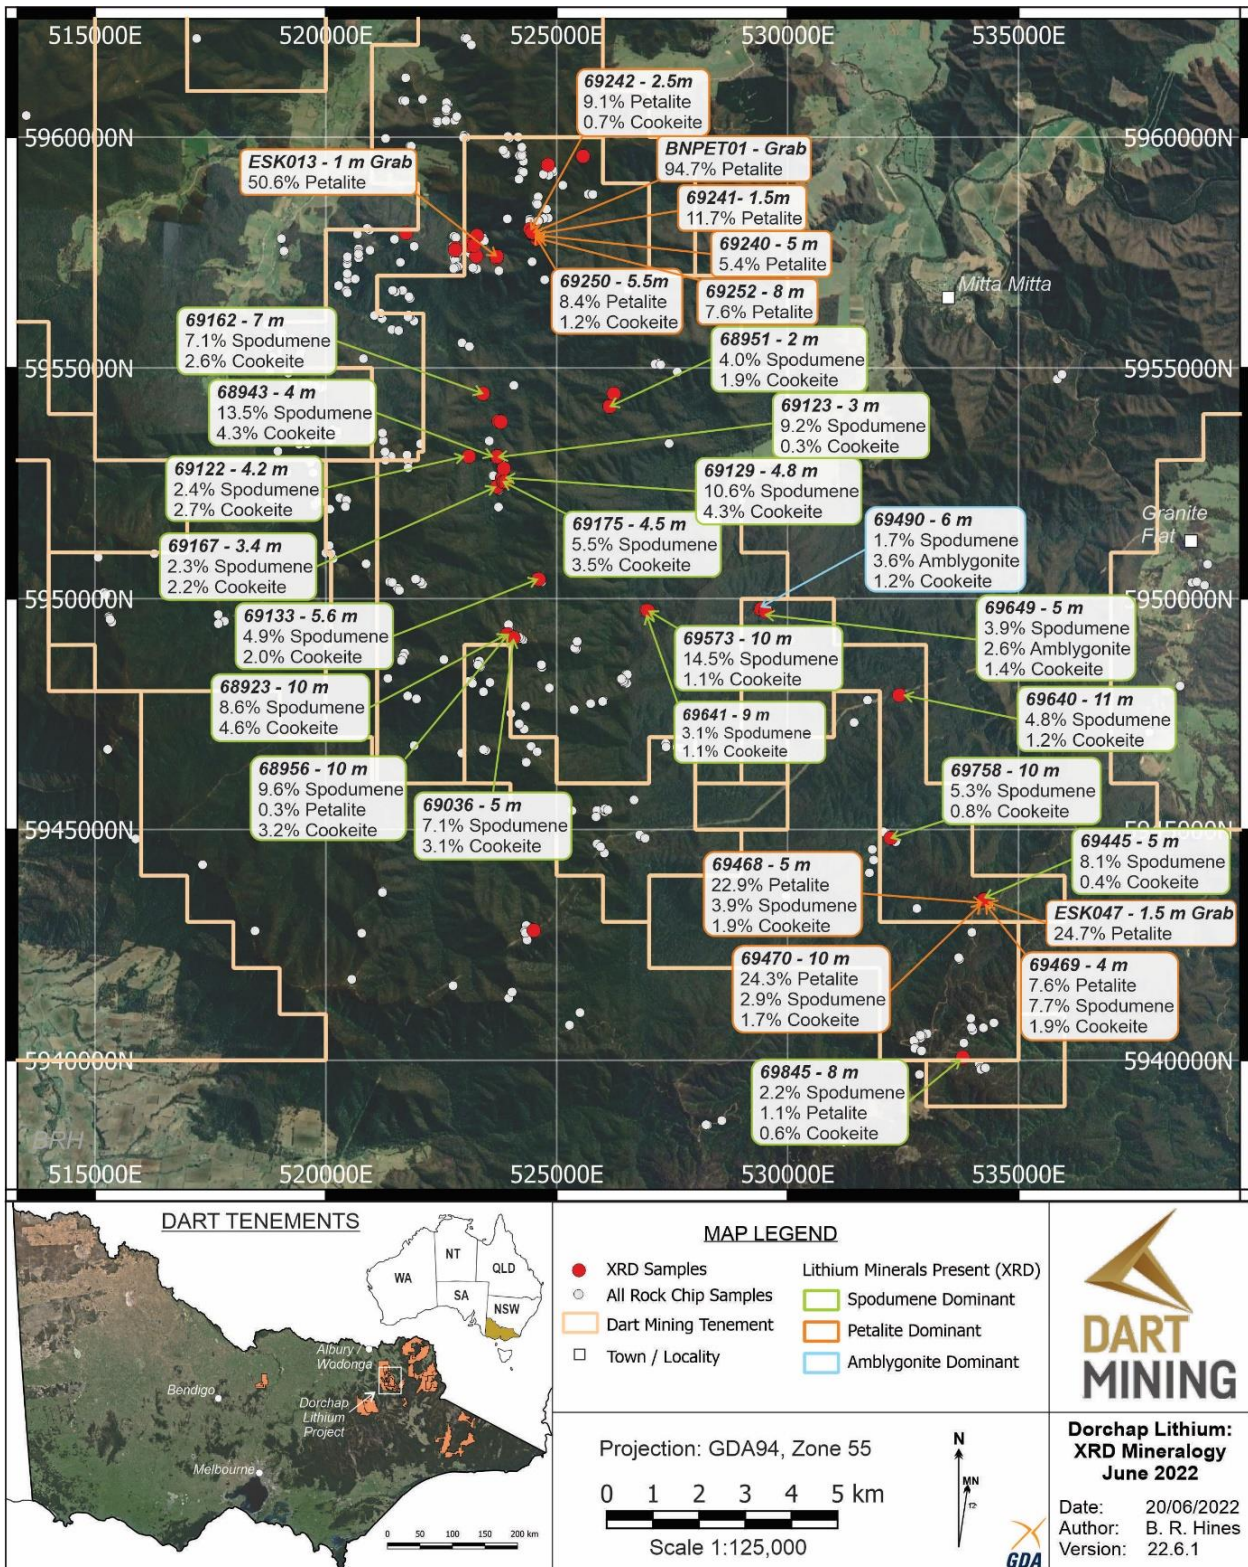 515000E
520000E
525000E
530000E
535000E
69242 - 2.5m
9.1% Petalite
0.7% Cookeite
5960000N
5960000N
ESK013 - 1 m Grab
50.6% Petalite
BNPET01 - Grab
94.7% Petalite
69241 - 1.5m
11.7% Petalite
69240 - 5 m
5.4% Petalite
69250 - 5.5m
8.4% Petalite
1.2% Cookeite
69252 - 8 m
7.6% Petalite
Mitta Mitta
69162 - 7 m
7.1% Spodumene
2.6% Cookeite
68951 - 2 m
4.0% Spodumene
1.9% Cookeite
5955000N
5955000N
68943 - 4 m
13.5% Spodumene
4.3% Cookeite
69123 - 3 m
9.2% Spodumene
0.3% Cookeite
69122 - 4.2 m
2.4% Spodumene
2.7% Cookeite
69129 - 4.8 m
10.6% Spodumene
4.3% Cookeite
69175 - 4.5 m
5.5% Spodumene
3.5% Cookeite
69490 - 6 m
1.7% Spodumene
3.6% Amblygonite
1.2% Cookeite
Granite
Flat
69167 - 3.4 m
2.3% Spodumene
2.2% Cookeite
5950000N
5950000N
69133 - 5.6 m
4.9% Spodumene
2.0% Cookeite
69573 - 10 m
14.5% Spodumene
1.1% Cookeite
69649 - 5 m
3.9% Spodumene
2.6% Amblygonite
1.4% Cookeite
68923 - 10 m
8.6% Spodumene
4.6% Cookeite
69641 - 9 m
3.1% Spodumene
1.1% Cookeite
69640 - 11 m
4.8% Spodumene
1.2% Cookeite
68956 - 10 m
9.6% Spodumene
0.3% Petalite
3.2% Cookeite
69036 - 5 m
7.1% Spodumene
3.1% Cookeite
69758 - 10 m
5.3% Spodumene
0.8% Cookeite
5945000N
5945000N
69468 - 5 m
22.9% Petalite
3.9% Spodumene
1.9% Cookeite
69445 - 5 m
8.1% Spodumene
0.4% Cookeite
ESK047 - 1.5 m Grab
24.7% Petalite
69470 - 10 m
24.3% Petalite
2.9% Spodumene
1.7% Cookeite
69469 - 4 m
7.6% Petalite
7.7% Spodumene
1.9% Cookeite
5940000N
5940000N
69845 - 8 m
2.2% Spodumene
1.1% Petalite
0.6% Cookeite
BRH
515000E
520000E
525000E
530000E
535000E
DART TENEMENTS
WA
NT
SA
QLD
NSW
Albury /
Wodonga
Bendigo
Dorchap
Lithium
Project
Melbourne
0 50 100 150 200 km
MAP LEGEND
XRD Samples
All Rock Chip Samples
Dart Mining Tenement
Town / Locality
Lithium Minerals Present (XRD)
Spodumene Dominant
Petalite Dominant
Amblygonite Dominant
Projection: GDA94, Zone 55
0 1 2 3 4 5 km
Scale 1:125,000
N
MN
GDA
DART
MINING
Dorchap Lithium:
XRD Mineralogy
June 2022
Date: 20/06/2022
Author: B. R. Hines
Version: 22.6.1